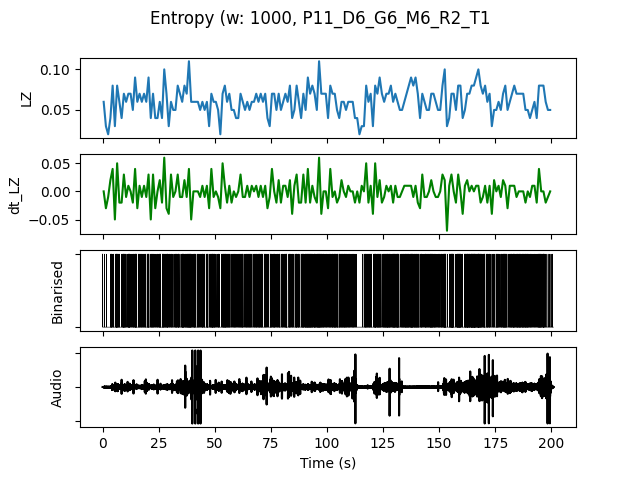 Entropy (w: 1000, P11_D6_G6_M6_R2_T1
0.10
0.05
LZ
0.05
0.00
−0.05
dt_LZ
Binarised
Audio
0 25 50 75 100 125 150 175 200
Time (s)